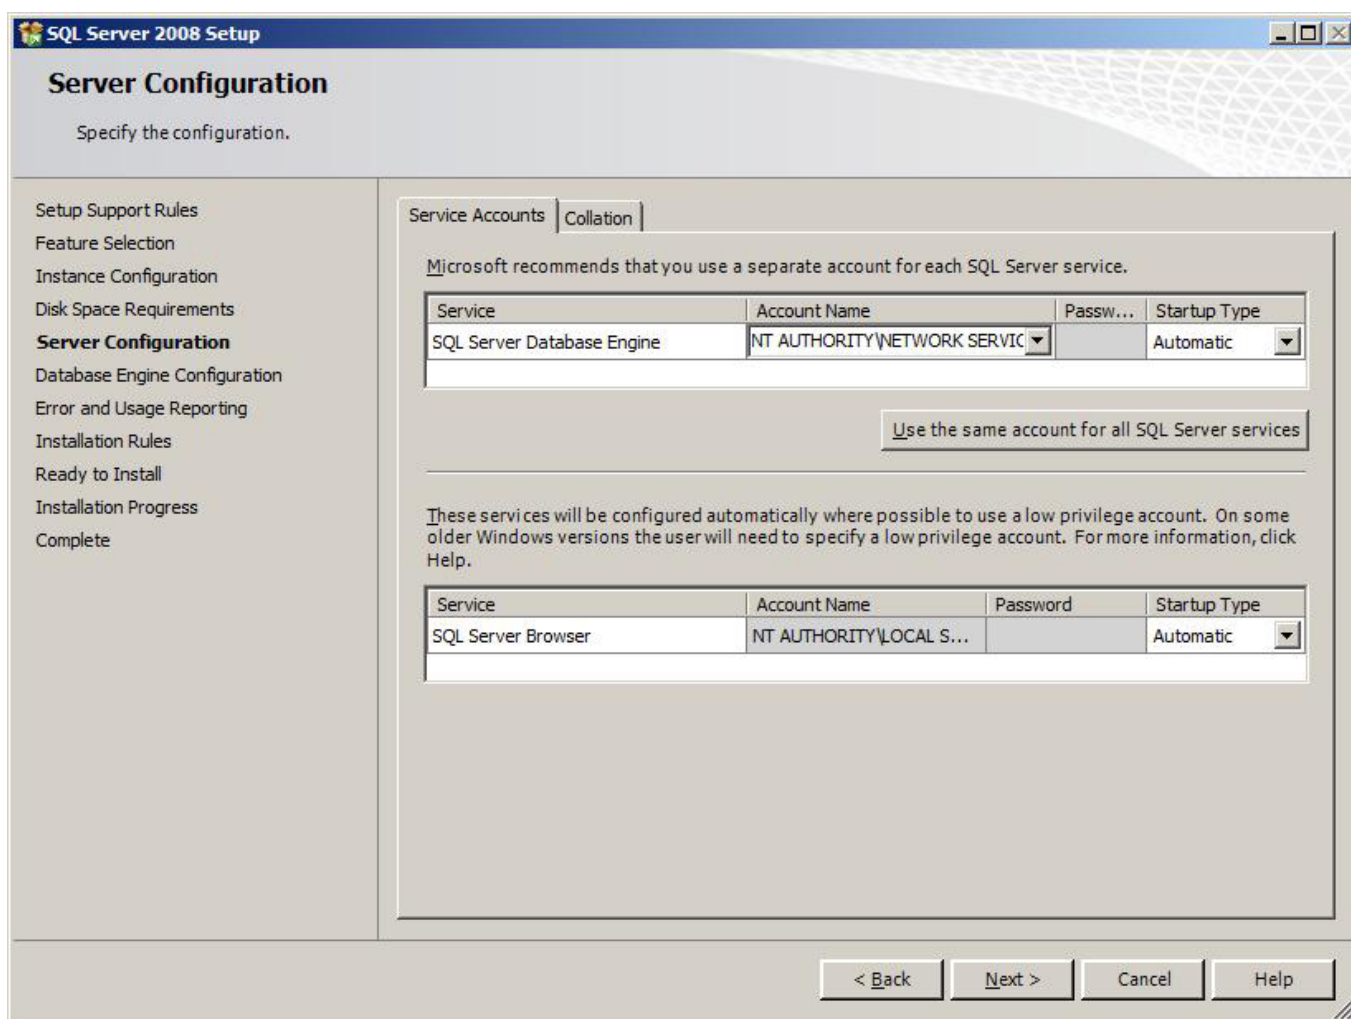 SQL Server 2008 Setup
Server Configuration
Specify the configuration.
Setup Support Rules
Feature Selection
Instance Configuration
Disk Space Requirements
Server Configuration
Database Engine Configuration
Error and Usage Reporting
Installation Rules
Ready to Install
Installation Progress
Complete
Service Accounts Collation
Microsoft recommends that you use a separate account for each SQL Server service.
Service Account Name Passw... Startup Type
SQL Server Database Engine NT AUTHORITY\NETWORK SERVIC Automatic
Use the same account for all SQL Server services
These services will be configured automatically where possible to use a low privilege account. On some
older Windows versions the user will need to specify a low privilege account. For more information, click
Help.
Service Account Name Password Startup Type
SQL Server Browser NT AUTHORITY\LOCAL S... Automatic
< Back Next > Cancel Help